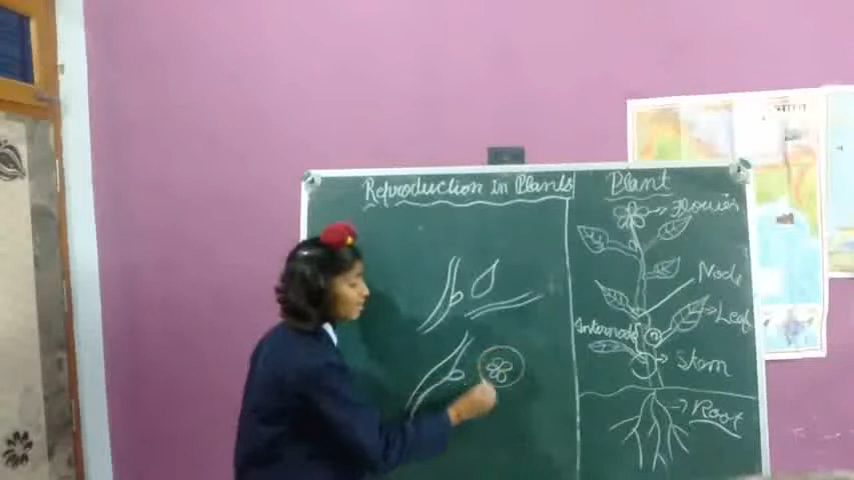 Reproduction In Plants
Plant
Flower
Node
Leaf
Internode
Stem
Root